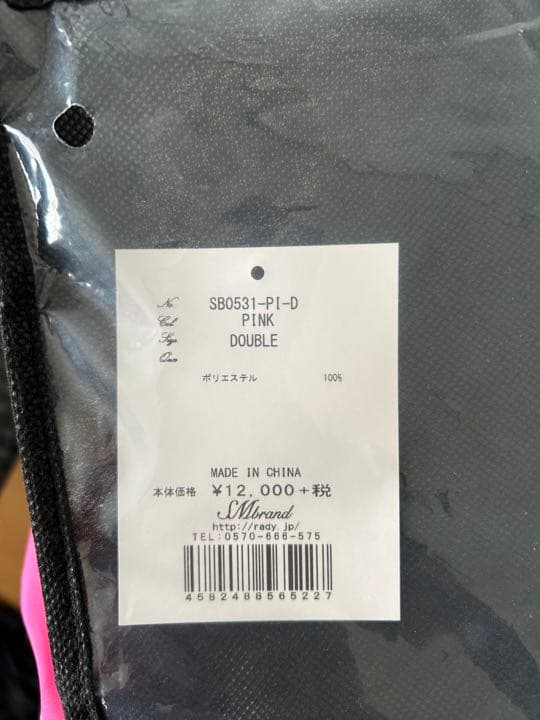 No. SB0531-PI-D
Col. PINK
Size. DOUBLE
Qua.
ポリエステル 100%
MADE IN CHINA
本体価格 ¥12,000+税
SMbrand
http://rady.jp/
TEL:0570-666-575
4582488565227